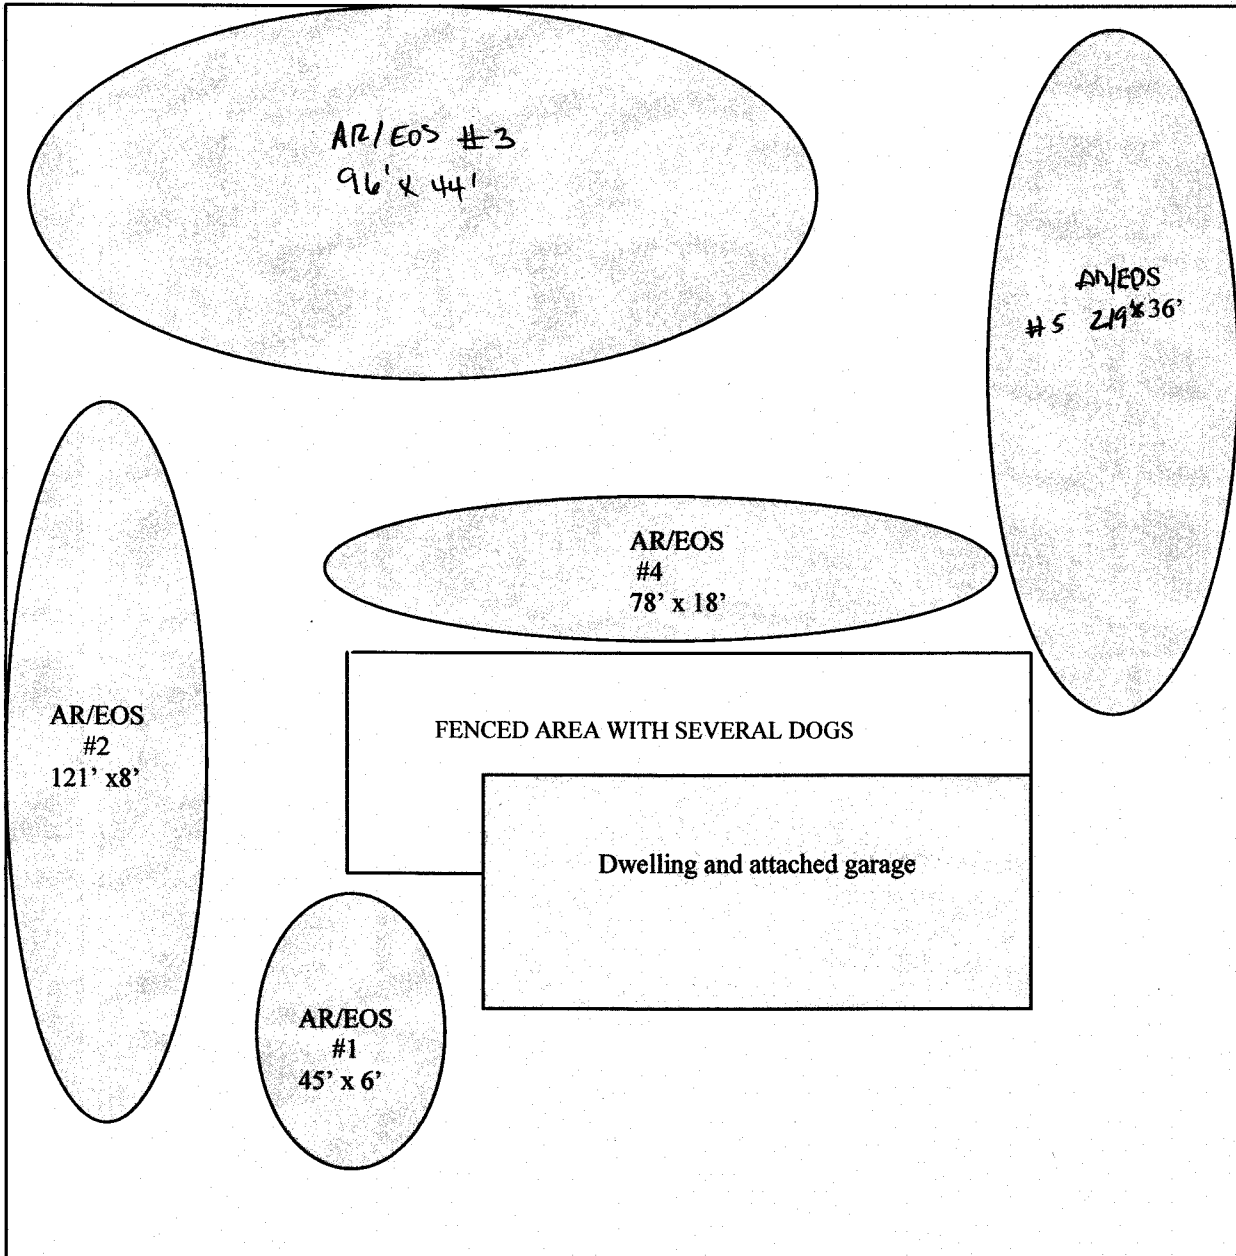 AR/EOS #3
96' x 44'
AR/EOS
#5 219'x36’
AR/EOS
#4
78’ x 18’
AR/EOS
#2
121’ x8’
FENCED AREA WITH SEVERAL DOGS
Dwelling and attached garage
AR/EOS
#1
45’ x 6’